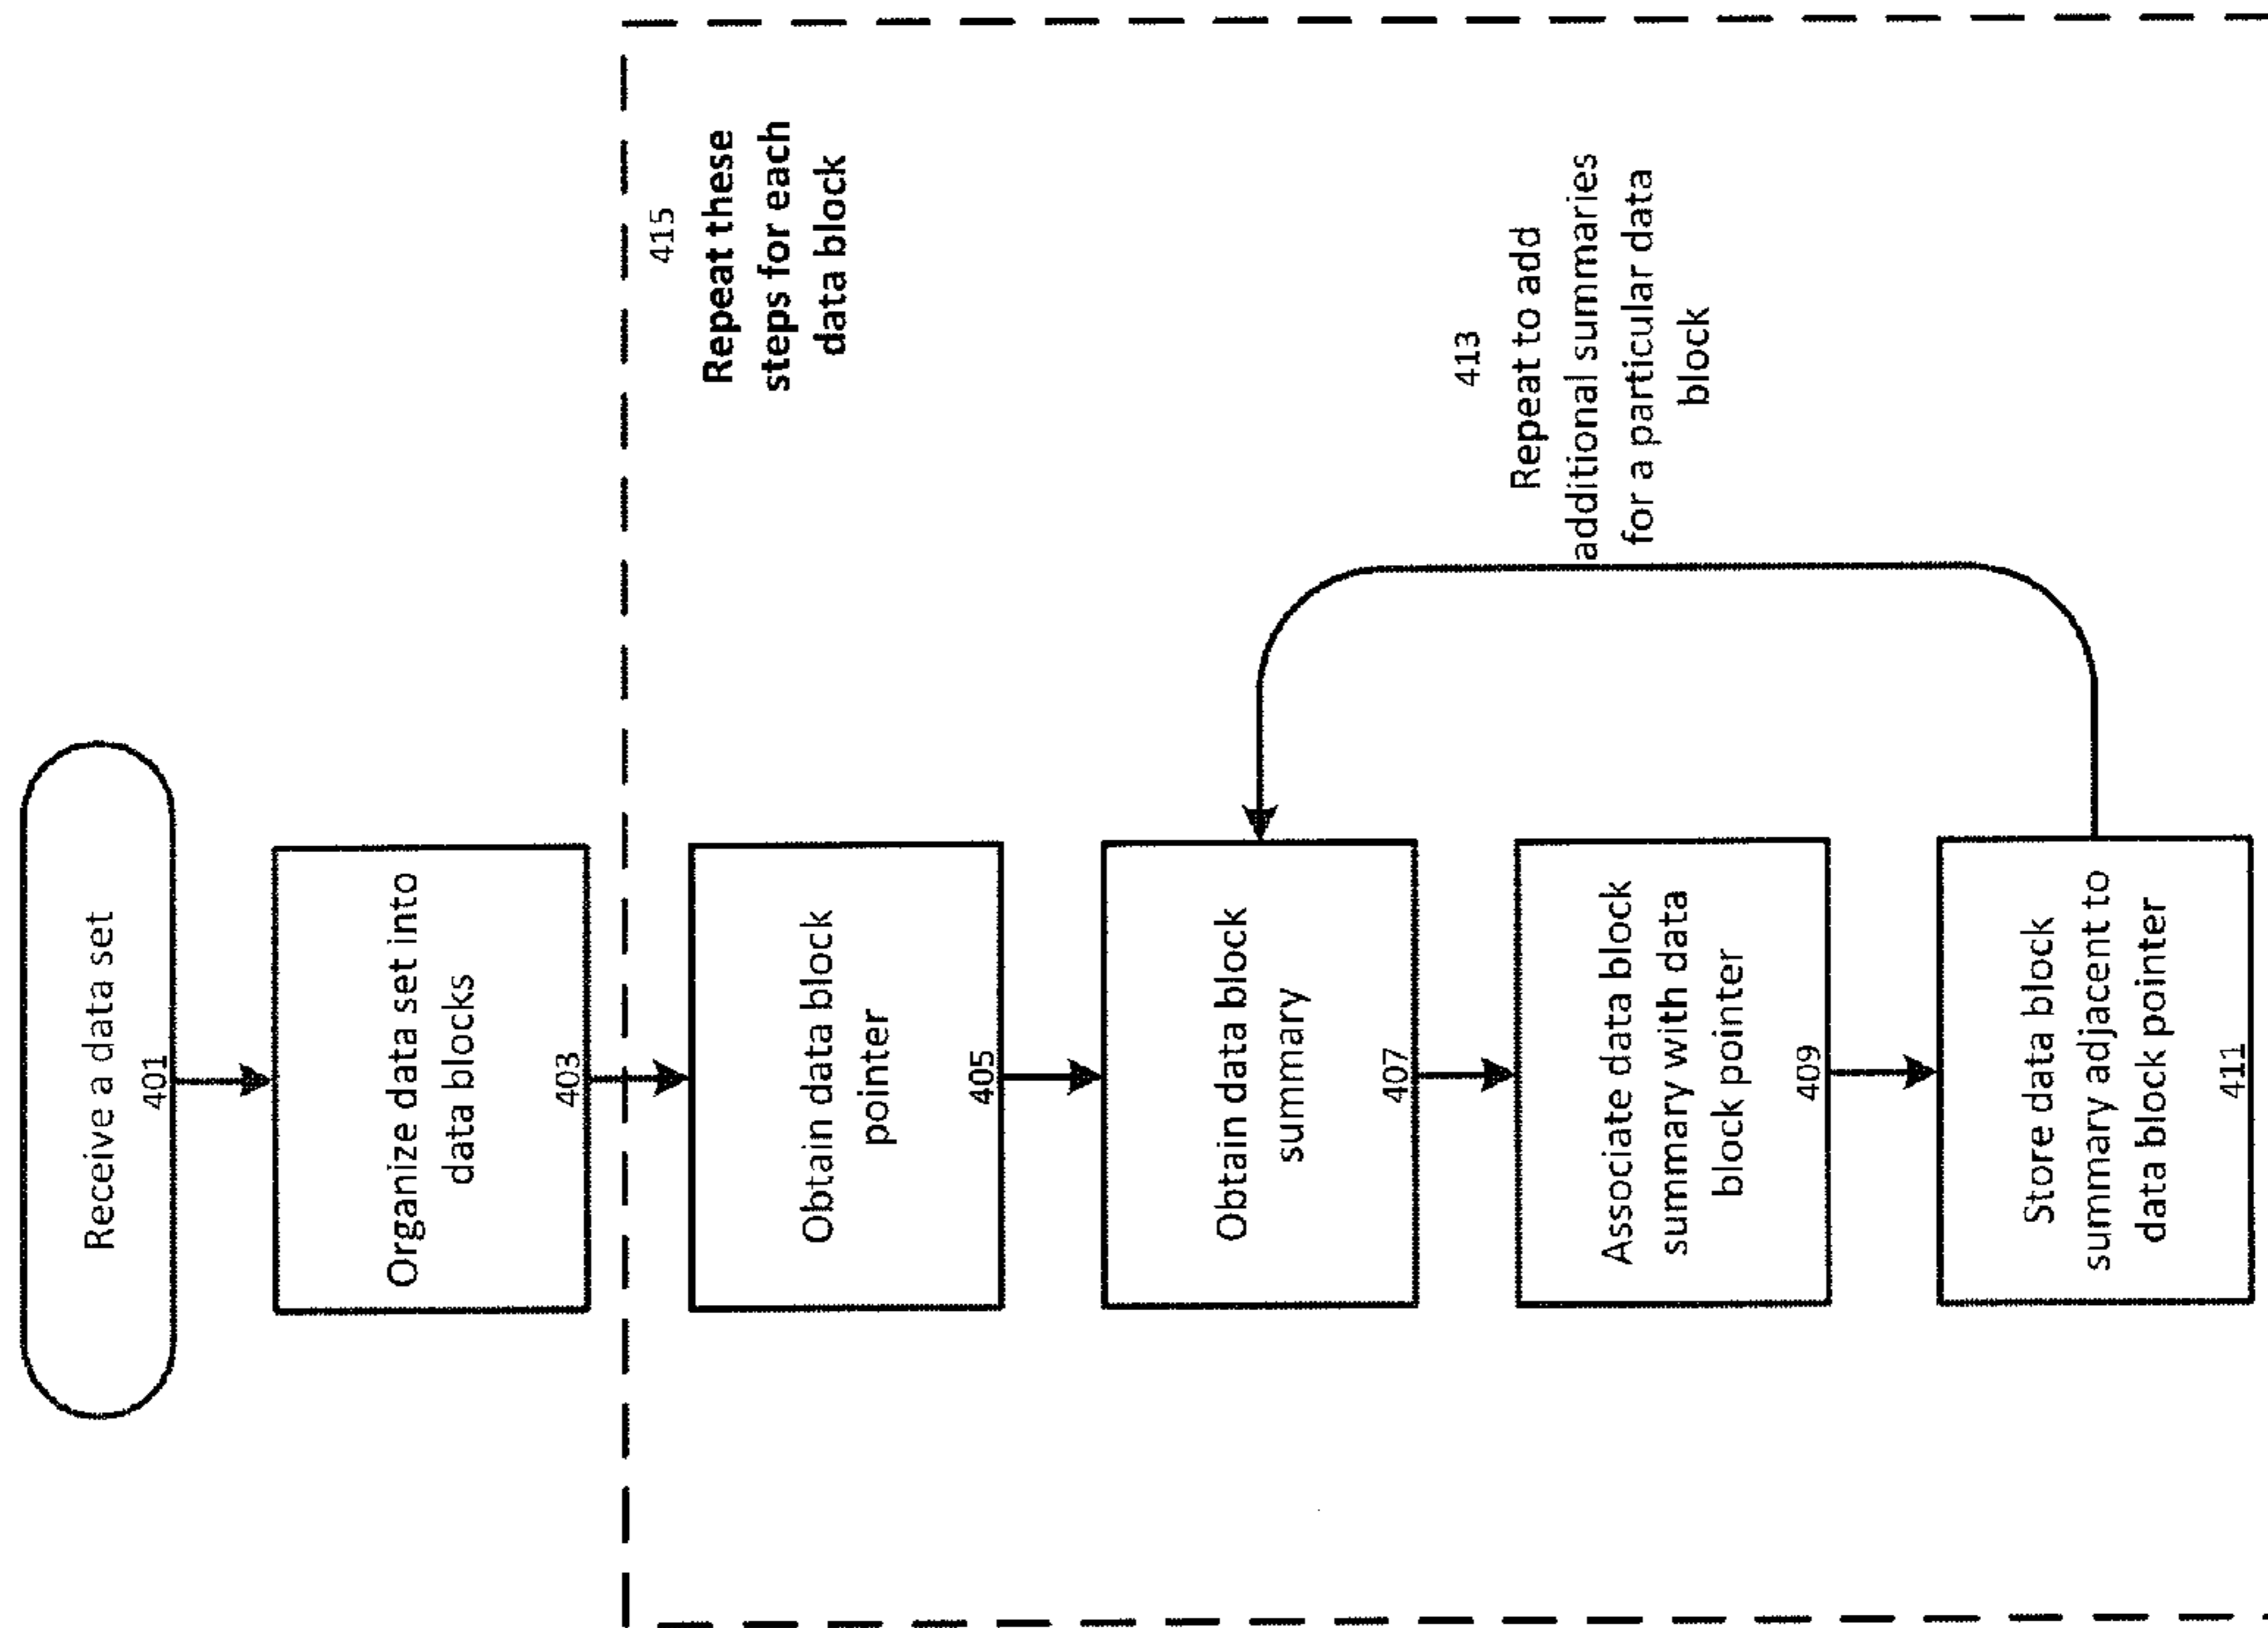 Receive a data set
401
Organize data set into
data blocks
403
415
Repeat these
steps for each
data block
Obtain data block
pointer
405
Obtain data block
summary
407
413
Repeat to add
additional summaries
for a particular data
block
Associate data block
summary with data
block pointer
409
Store data block
summary adjacent to
data block pointer
411